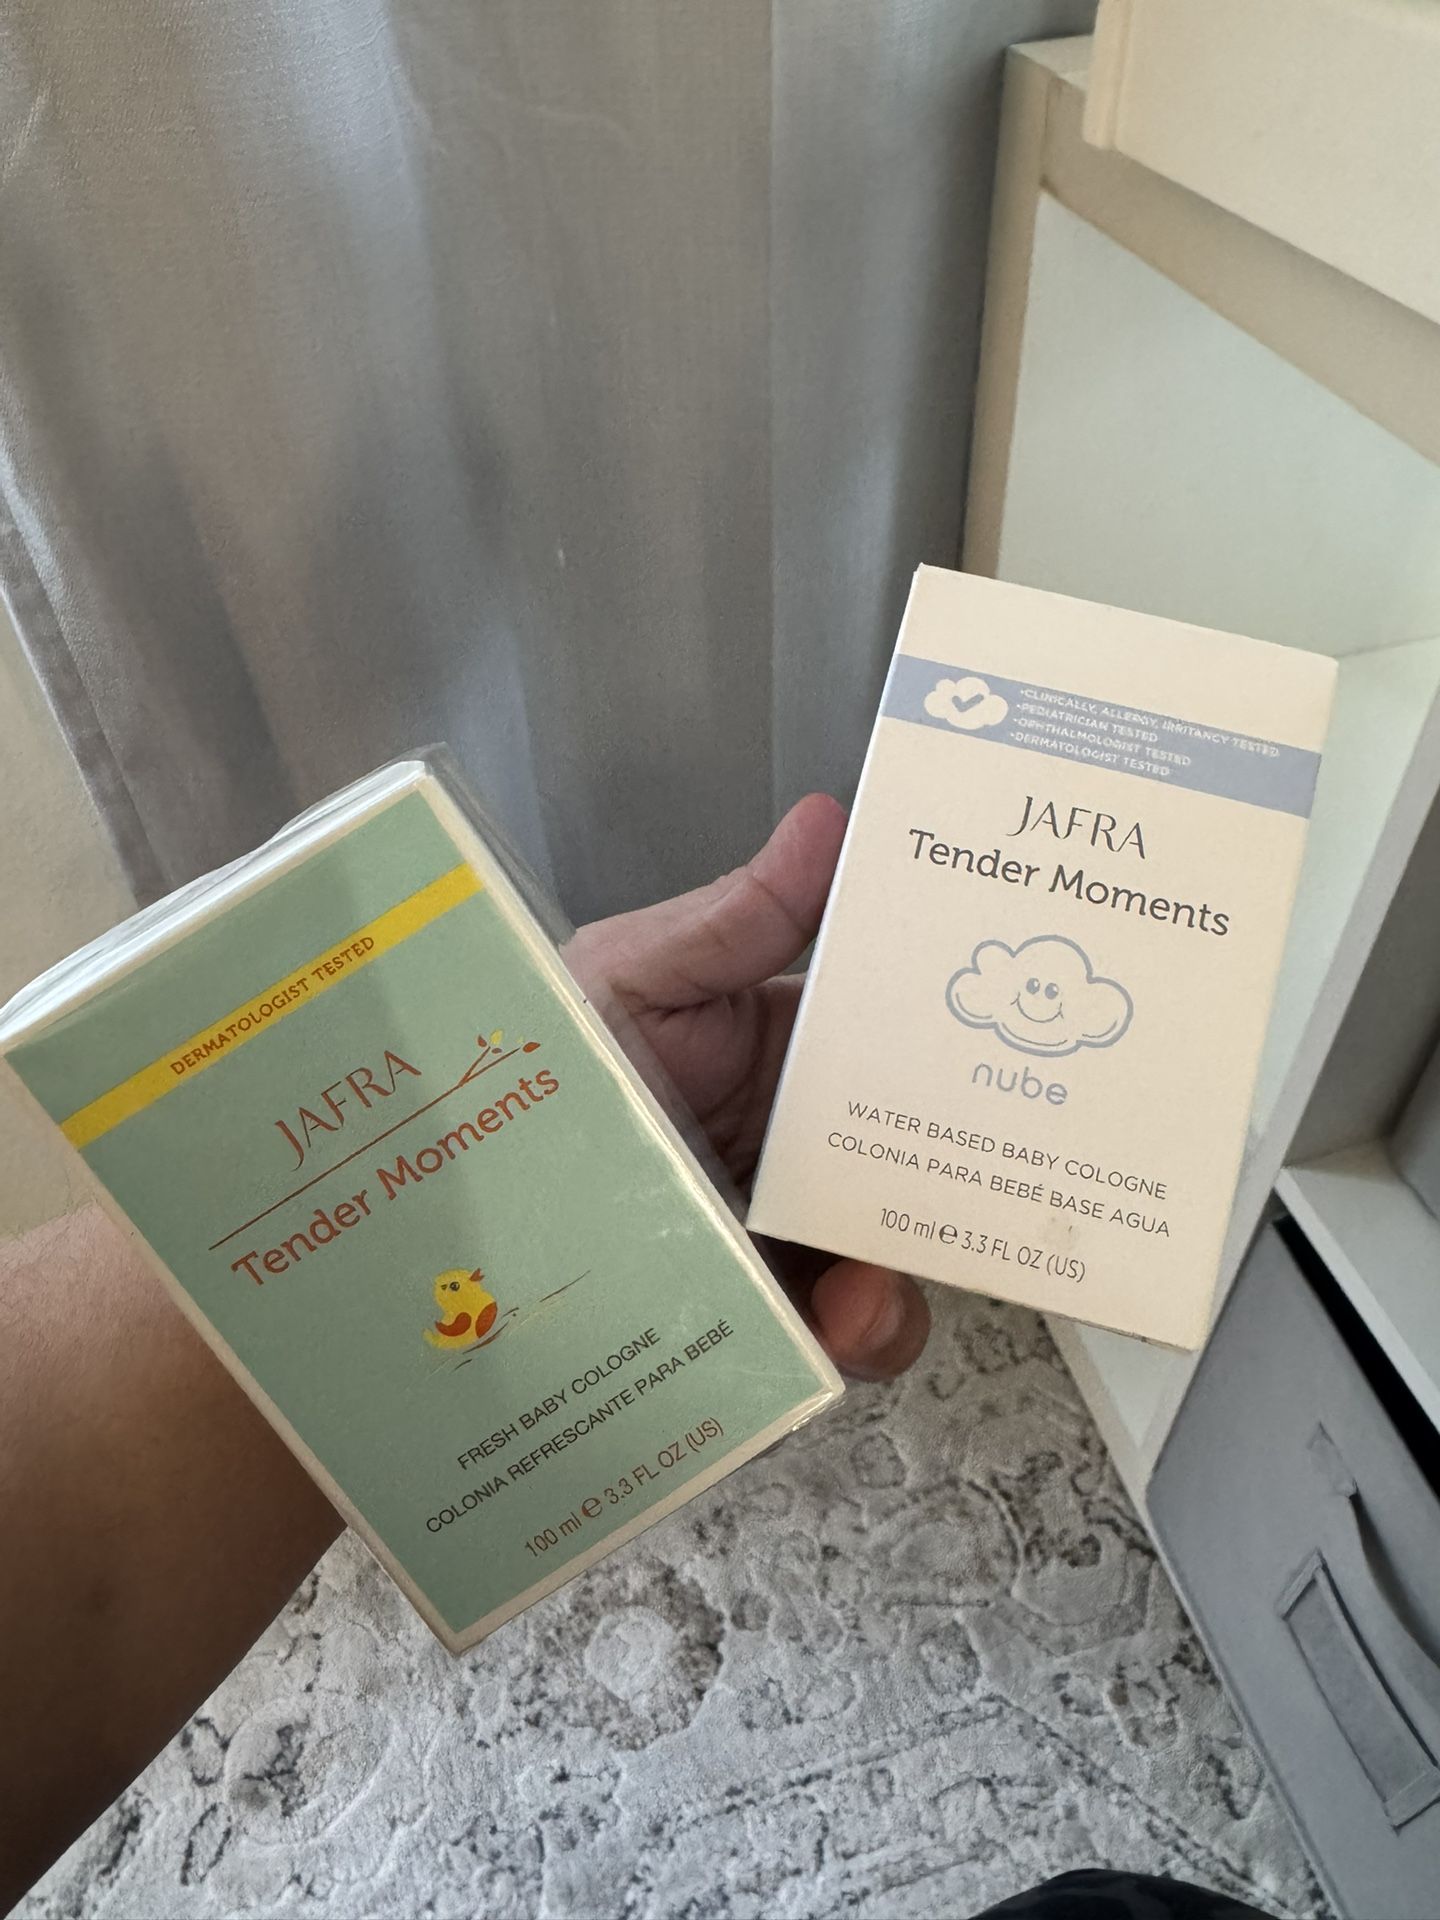 DERMATOLOGIST TESTED
JAFRA
Tender Moments
FRESH BABY COLOGNE
COLONIA REFRESCANTE PARA BEBÉ
100 ml ℮ 3.3 FL OZ (US)
•CLINICALLY, ALLERGY, IRRITANCY TESTED
•PEDIATRICIAN TESTED
•OPHTHALMOLOGIST TESTED
•DERMATOLOGIST TESTED
JAFRA
Tender Moments
nube
WATER BASED BABY COLOGNE
COLONIA PARA BEBÉ BASE AGUA
100 ml ℮ 3.3 FL OZ (US)